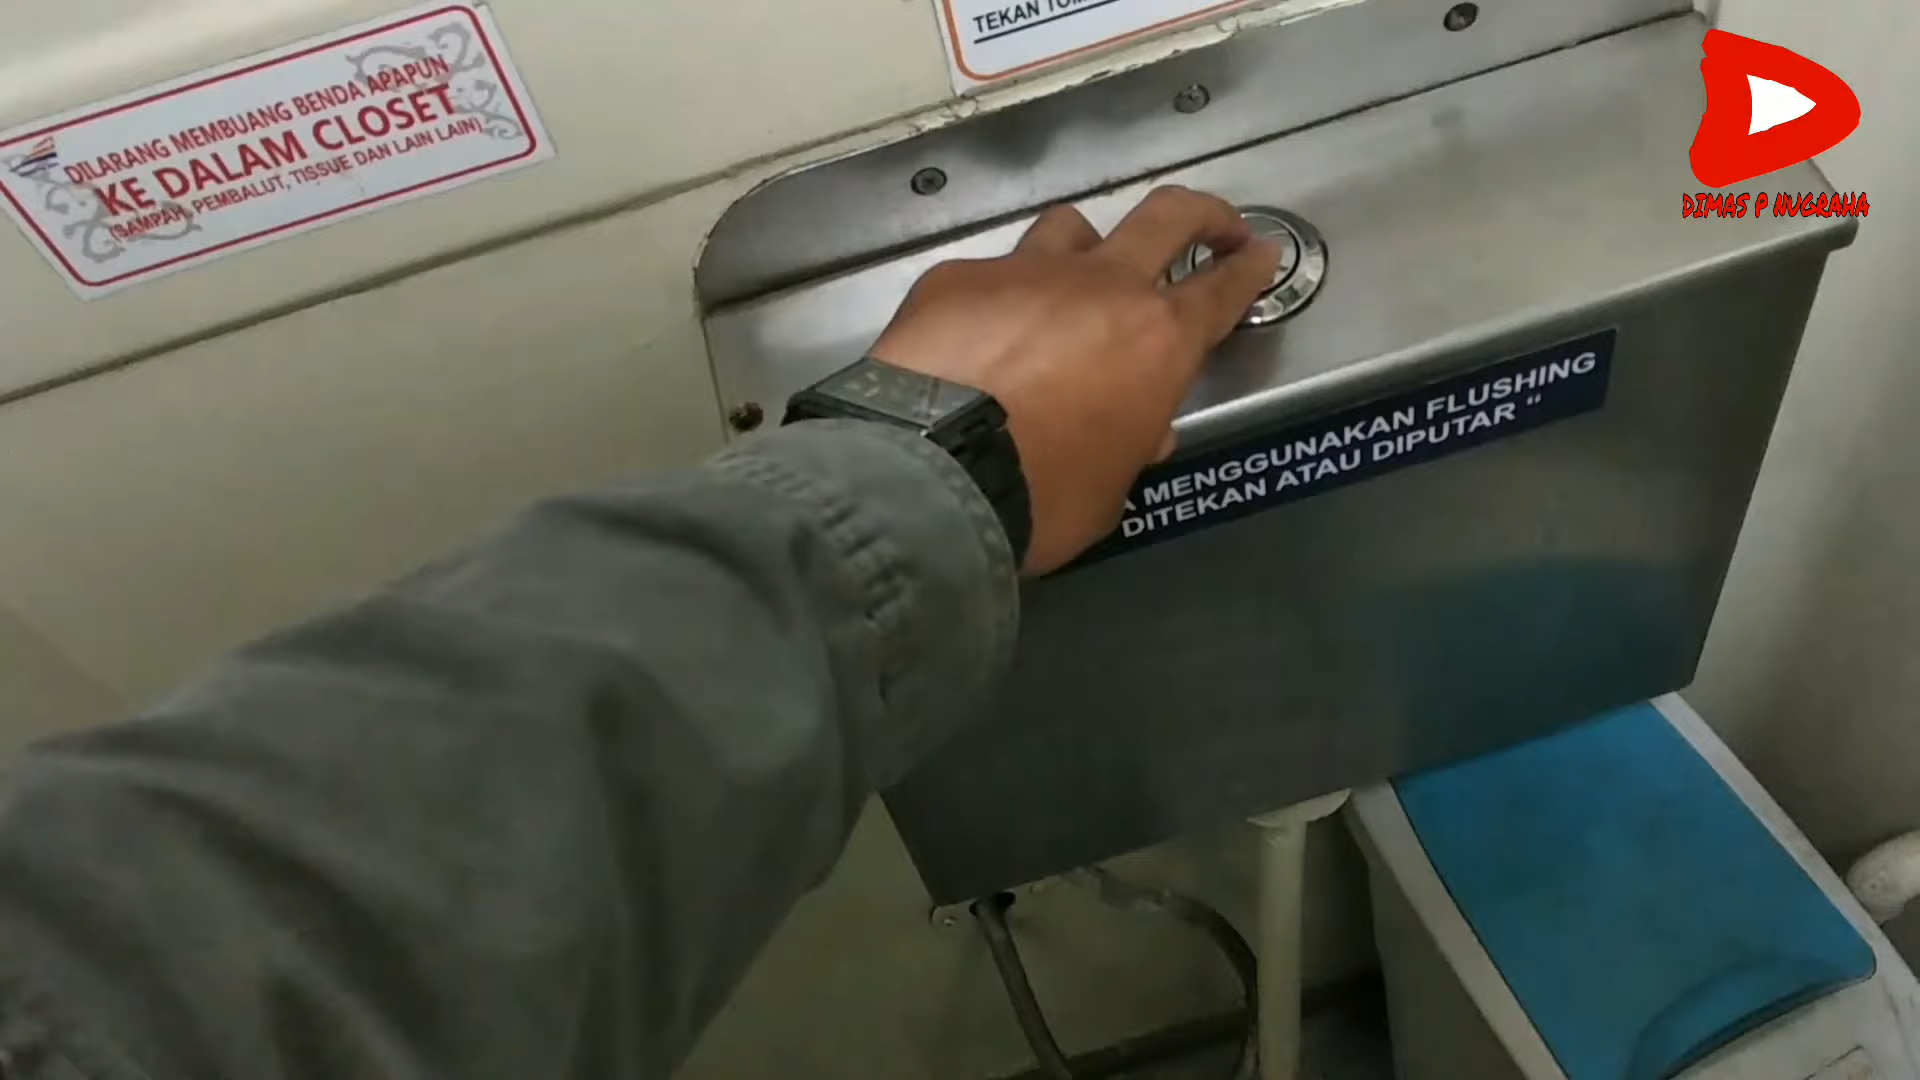 DILARANG MEMBUANG BENDA APAPUN
KE DALAM CLOSET
(SAMPAH, PEMBALUT, TISSUE DAN LAIN LAIN)
TEKAN
MENGGUNAKAN FLUSHING
DITEKAN ATAU DIPUTAR "
DIMAS P NUGRAHA